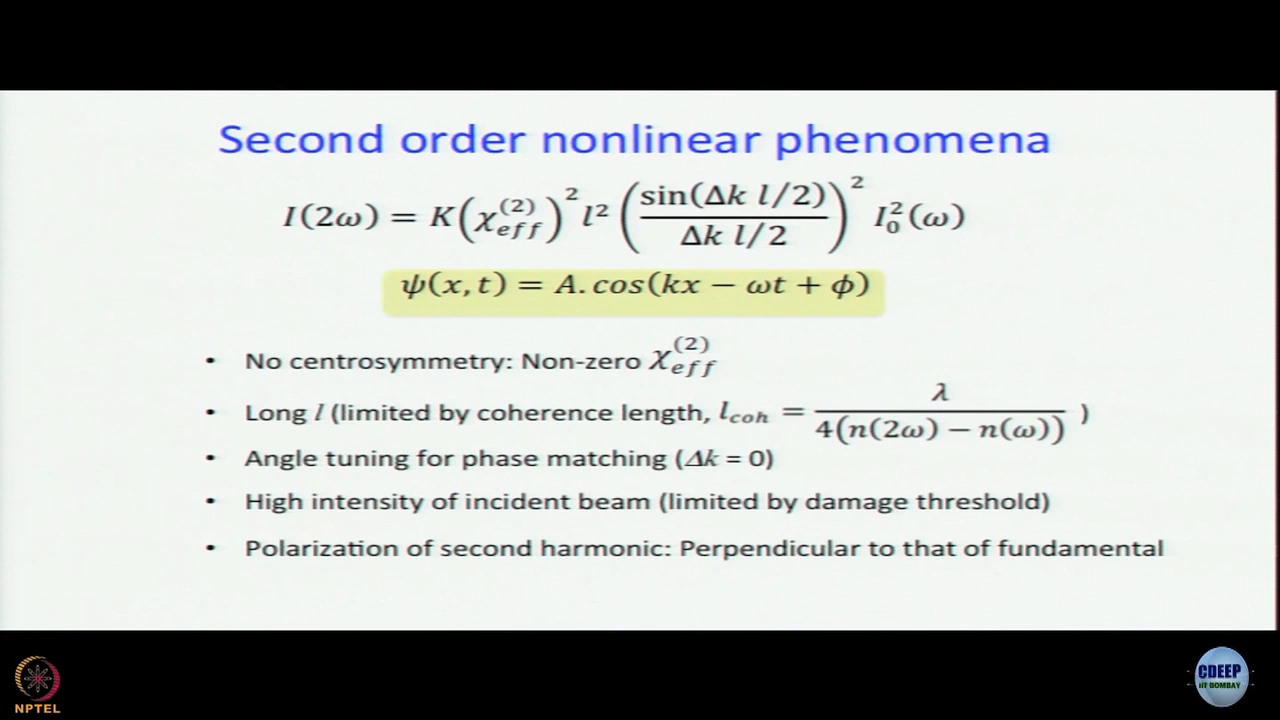 Second order nonlinear phenomena
I(2ω) = K(χ_eff^(2))^2 l² (sin(Δk l/2) / Δk l/2)^2 I_0^2(ω)
ψ(x, t) = A. cos(kx − ωt + ϕ)
• No centrosymmetry: Non-zero χ_eff^(2)
• Long l (limited by coherence length, l_coh = λ / 4(n(2ω) − n(ω)) )
• Angle tuning for phase matching (Δk = 0)
• High intensity of incident beam (limited by damage threshold)
• Polarization of second harmonic: Perpendicular to that of fundamental
NPTEL
CDEEP
IIT BOMBAY